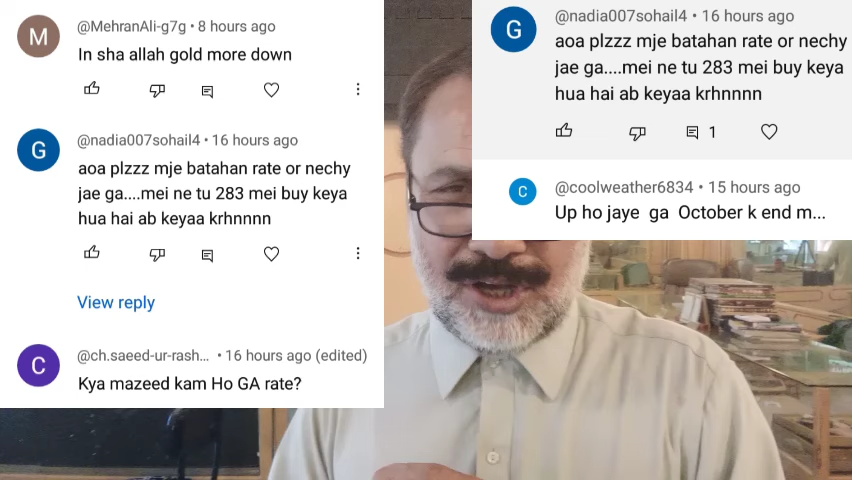 M
@MehranAli-g7g • 8 hours ago
In sha allah gold more down
G
@nadia007sohail4 • 16 hours ago
aoa plzzz mje batahan rate or nechy
jae ga....mei ne tu 283 mei buy keya
hua hai ab keyaa krhnnnn
View reply
C
@ch.saeed-ur-rash... • 16 hours ago (edited)
Kya mazeed kam Ho GA rate?
G
@nadia007sohail4 • 16 hours ago
aoa plzzz mje batahan rate or nechy
jae ga....mei ne tu 283 mei buy keya
hua hai ab keyaa krhnnnn
1
C
@coolweather6834 • 15 hours ago
Up ho jaye ga October k end m...